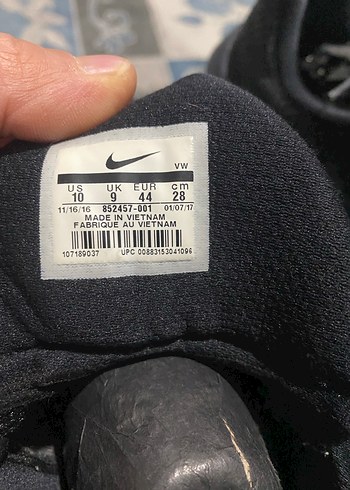 VW
US UK EUR cm
10 9 44 28
11/16/16 852457-001 01/07/17
MADE IN VIETNAM
FABRIQUE AU VIETNAM
107189037 UPC 00883153041096